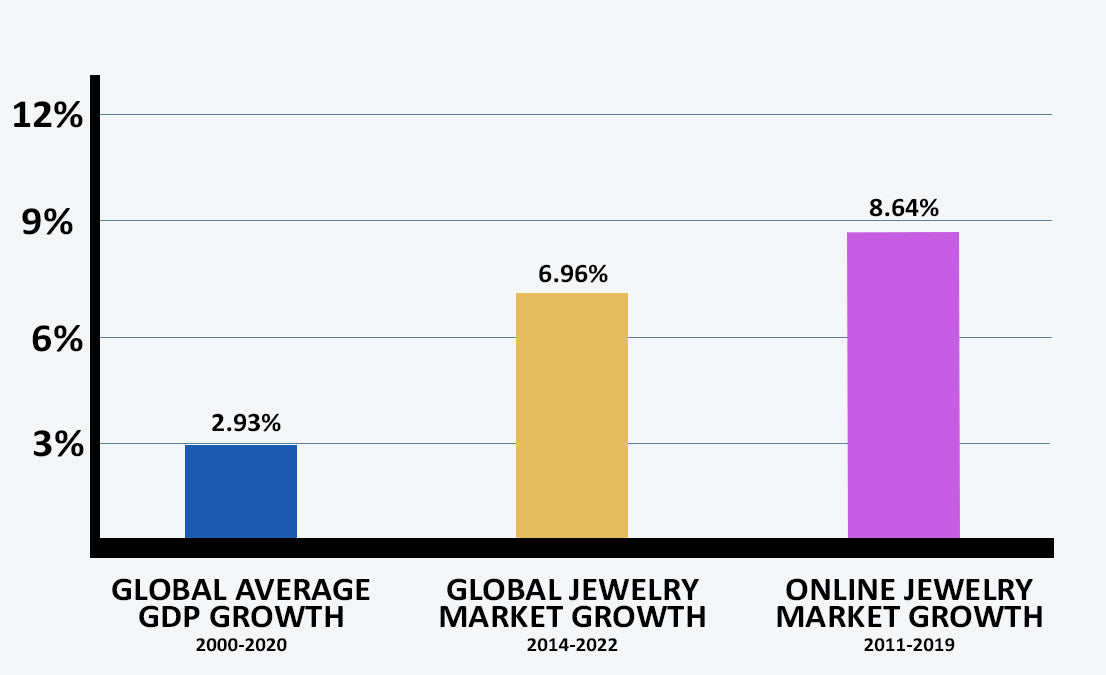 12%
9%
6%
3%
2.93%
6.96%
8.64%
GLOBAL AVERAGE
GDP GROWTH
2000-2020
GLOBAL JEWELRY
MARKET GROWTH
2014-2022
ONLINE JEWELRY
MARKET GROWTH
2011-2019